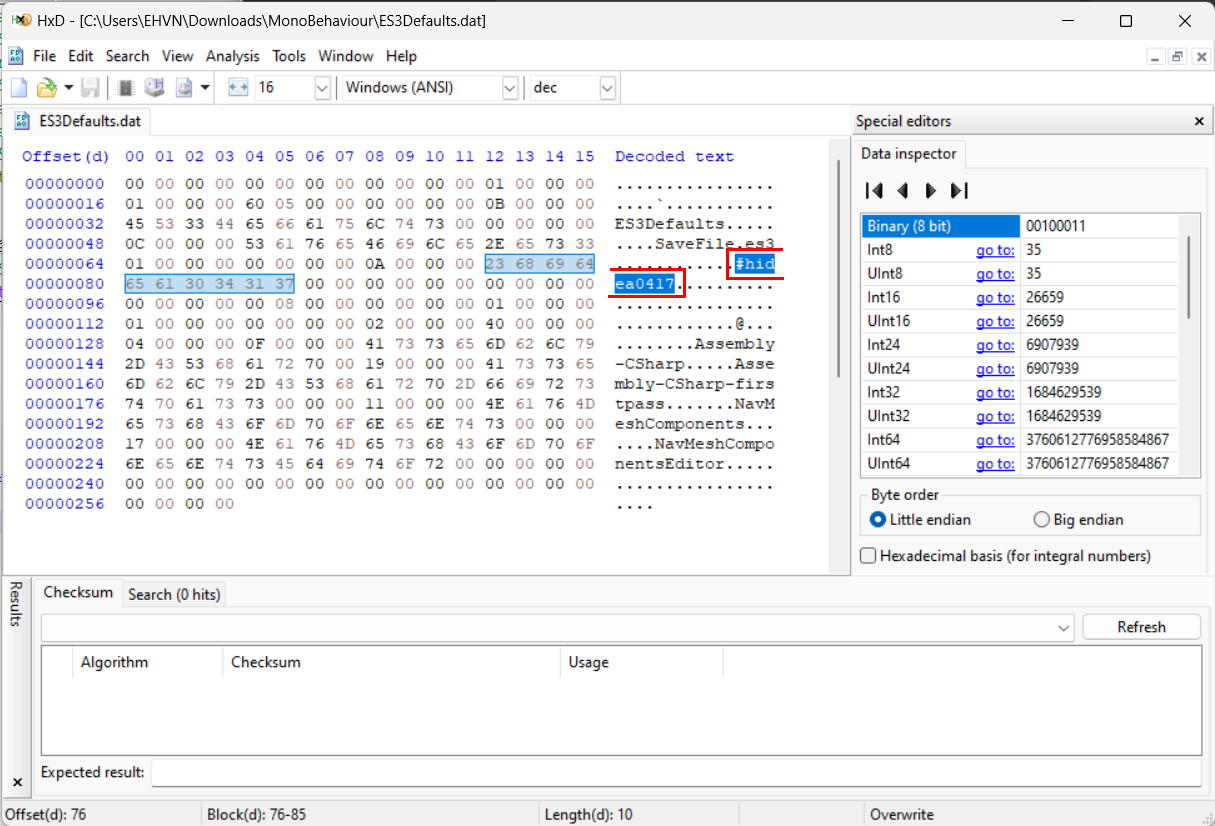 HxD - [C:\Users\EHVN\Downloads\MonoBehaviour\ES3Defaults.dat]
File Edit Search View Analysis Tools Window Help
16 Windows (ANSI) dec
ES3Defaults.dat
Offset(d) 00 01 02 03 04 05 06 07 08 09 10 11 12 13 14 15 Decoded text
00000000 00 00 00 00 00 00 00 00 00 00 00 00 01 00 00 00 ................
00000016 01 00 00 00 60 05 00 00 00 00 00 00 0B 00 00 00 ....`...........
00000032 45 53 33 44 65 66 61 75 6C 74 73 00 00 00 00 00 ES3Defaults.....
00000048 0C 00 00 00 53 61 76 65 46 69 6C 65 2E 65 73 33 ....SaveFile.es3
00000064 01 00 00 00 00 00 00 00 0A 00 00 00 23 68 69 64 ............#hid
00000080 65 61 30 34 31 37 00 00 00 00 00 00 00 00 00 00 ea0417..........
00000096 00 00 00 00 00 08 00 00 00 00 00 00 01 00 00 00 ................
00000112 01 00 00 00 00 00 00 00 02 00 00 00 40 00 00 00 ............@...
00000128 04 00 00 00 0F 00 00 00 41 73 73 65 6D 62 6C 79 ........Assembly
00000144 2D 43 53 68 61 72 70 00 19 00 00 00 41 73 73 65 -CSharp.....Asse
00000160 6D 62 6C 79 2D 43 53 68 61 72 70 2D 66 69 72 73 mbly-CSharp-firs
00000176 74 70 61 73 73 00 00 00 11 00 00 00 4E 61 76 4D tpass.......NavM
00000192 65 73 68 43 6F 6D 70 6F 6E 65 6E 74 73 00 00 00 eshComponents...
00000208 17 00 00 00 4E 61 76 4D 65 73 68 43 6F 6D 70 6F ....NavMeshCompo
00000224 6E 65 6E 74 73 45 64 69 74 6F 72 00 00 00 00 00 nentsEditor.....
00000240 00 00 00 00 00 00 00 00 00 00 00 00 00 00 00 00 ................
00000256 00 00 00 00 ....
Special editors
Data inspector
Binary (8 bit) 00100011
Int8 go to: 35
UInt8 go to: 35
Int16 go to: 26659
UInt16 go to: 26659
Int24 go to: 6907939
UInt24 go to: 6907939
Int32 go to: 1684629539
UInt32 go to: 1684629539
Int64 go to: 3760612776958584867
UInt64 go to: 3760612776958584867
Byte order
Little endian Big endian
Hexadecimal basis (for integral numbers)
Results
Checksum Search (0 hits)
Refresh
Algorithm Checksum Usage
Expected result:
Offset(d): 76 Block(d): 76-85 Length(d): 10 Overwrite